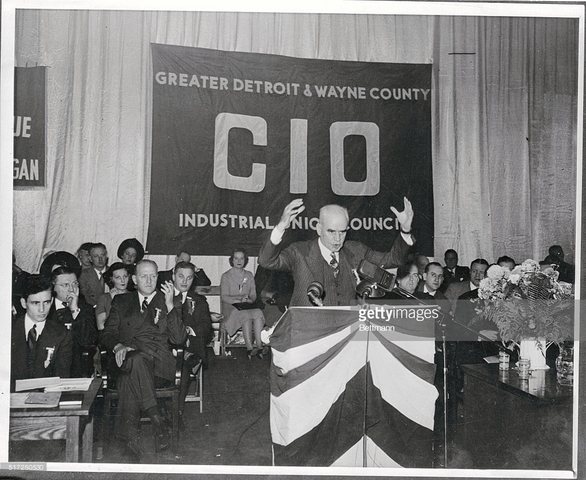 GREATER DETROIT & WAYNE COUNTY
CIO
INDUSTRIAL UNION COUNCIL
UE
GAN
gettyimages
Bettmann